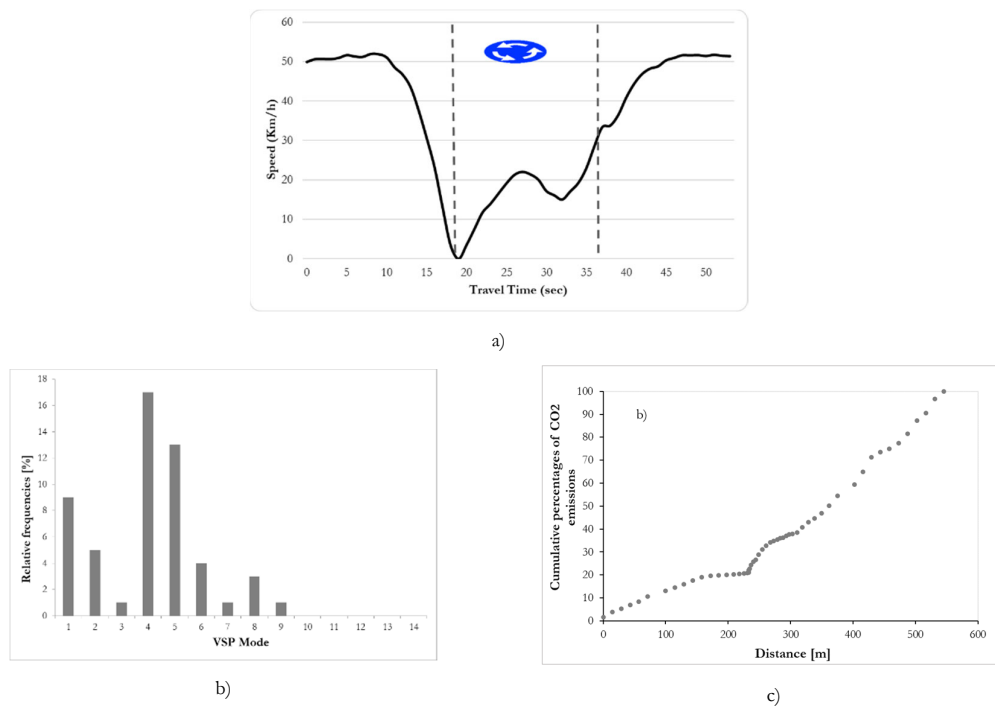 60
50
40
30
20
10
0
Speed (Km/h)
0 5 10 15 20 25 30 35 40 45 50
Travel Time (sec)
a)
18
16
14
12
10
8
6
4
2
0
Relative frequencies [%]
1 2 3 4 5 6 7 8 9 10 11 12 13 14
VSP Mode
b)
100
90
80
70
60
50
40
30
20
10
0
Cumulative percentages of CO2
emissions
b)
0 100 200 300 400 500 600
Distance [m]
c)